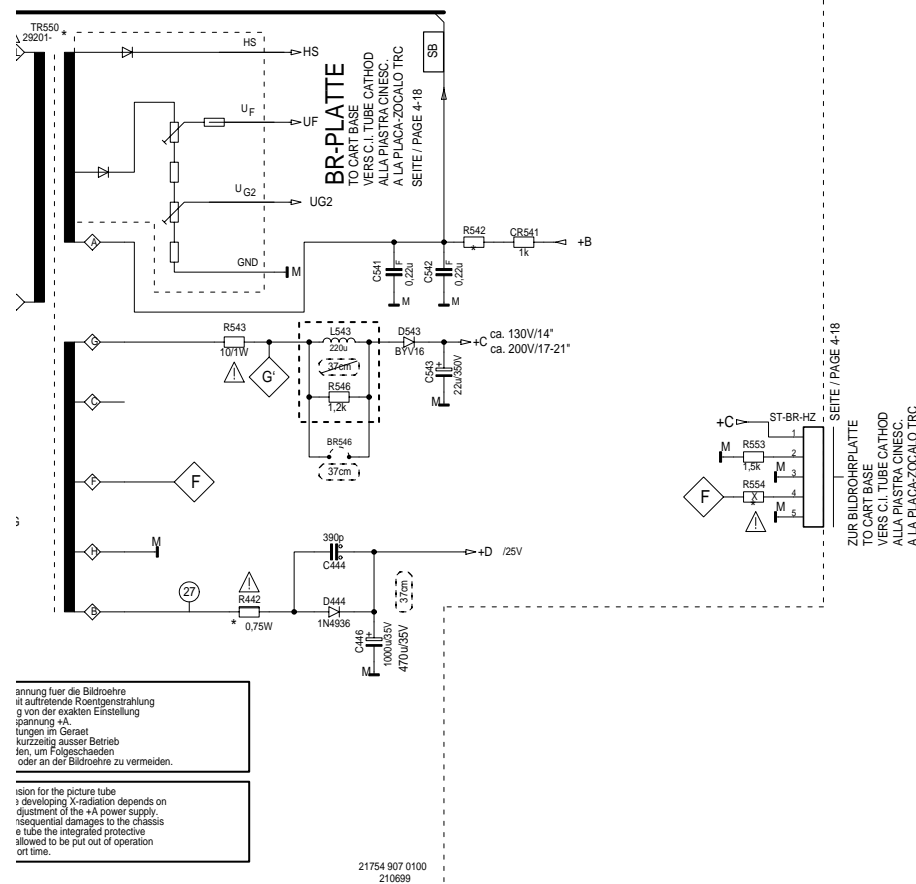 TR550 *
29201-
HS
HS
UF
UF
UG2
UG2
GND
M
A
BR-PLATTE
TO CART BASE
VERS C.I. TUBE CATHOD
ALLA PIASTRA CINESC.
A LA PLACA-ZOCALO TRC
SEITE / PAGE 4-18
SB
R542
*
CR541
1k
+B
C541
F
0,22u
M
C542
F
0,22u
M
G
R543
10/1W
G'
L543
220u
37cm
R546
1,2k
BR546
37cm
D543
BYV16
+C
ca. 130V/14"
ca. 200V/17-21"
C543
+
22u/350V
M
C
F
F
H
M
B
27
R442
*
0,75W
390p
C444
D444
1N4936
+D /25V
37cm
C446
+
1000u/35V
470u/35V
M
+C
ST-BR-HZ
1
M
R553
1,5k
2
M
3
F
R554
X
*
4
M
5
SEITE / PAGE 4-18
ZUR BILDROHRPLATTE
TO CART BASE
VERS C.I. TUBE CATHOD
ALLA PIASTRA CINESC.
A LA PLACA-ZOCALO TRC
annung fuer die Bildroehre
it auftretende Roentgenstrahlung
g von der exakten Einstellung
spannung +A.
tungen im Geraet
kurzzeitig ausser Betrieb
den, um Folgeschaeden
oder an der Bildroehre zu vermeiden.
nsion for the picture tube
e developing X-radiation depends on
djustment of the +A power supply.
nsequential damages to the chassis
e tube the integrated protective
allowed to be put out of operation
ort time.
21754 907 0100
210699